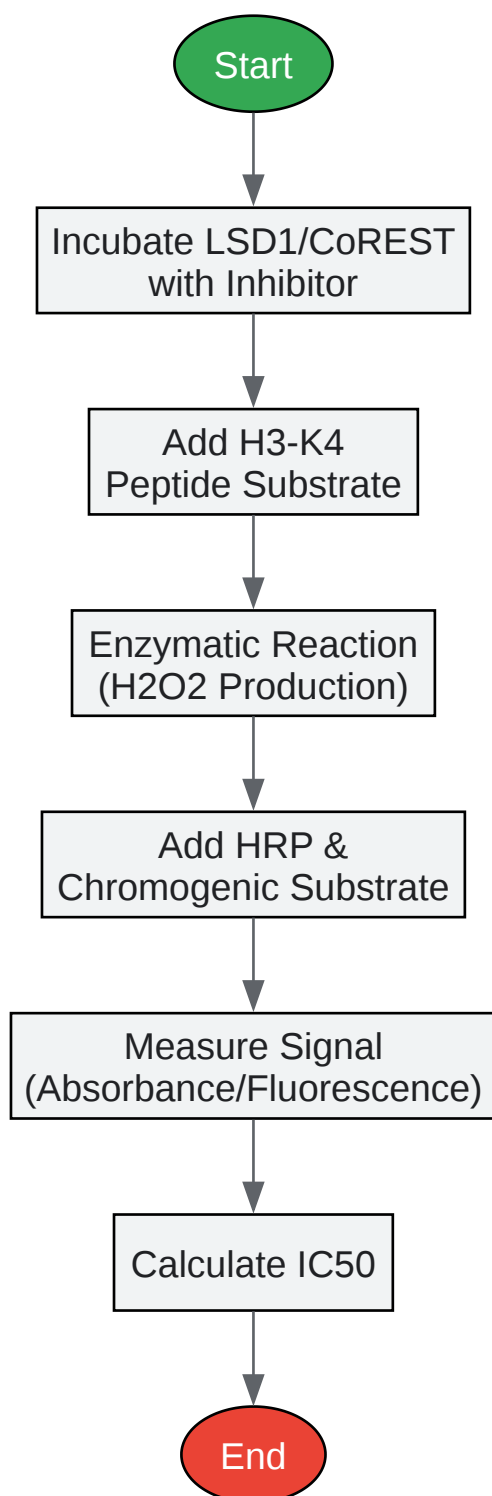 Start
Incubate LSD1/CoREST
with Inhibitor
Add H3-K4
Peptide Substrate
Enzymatic Reaction
(H2O2 Production)
Add HRP &
Chromogenic Substrate
Measure Signal
(Absorbance/Fluorescence)
Calculate IC50
End